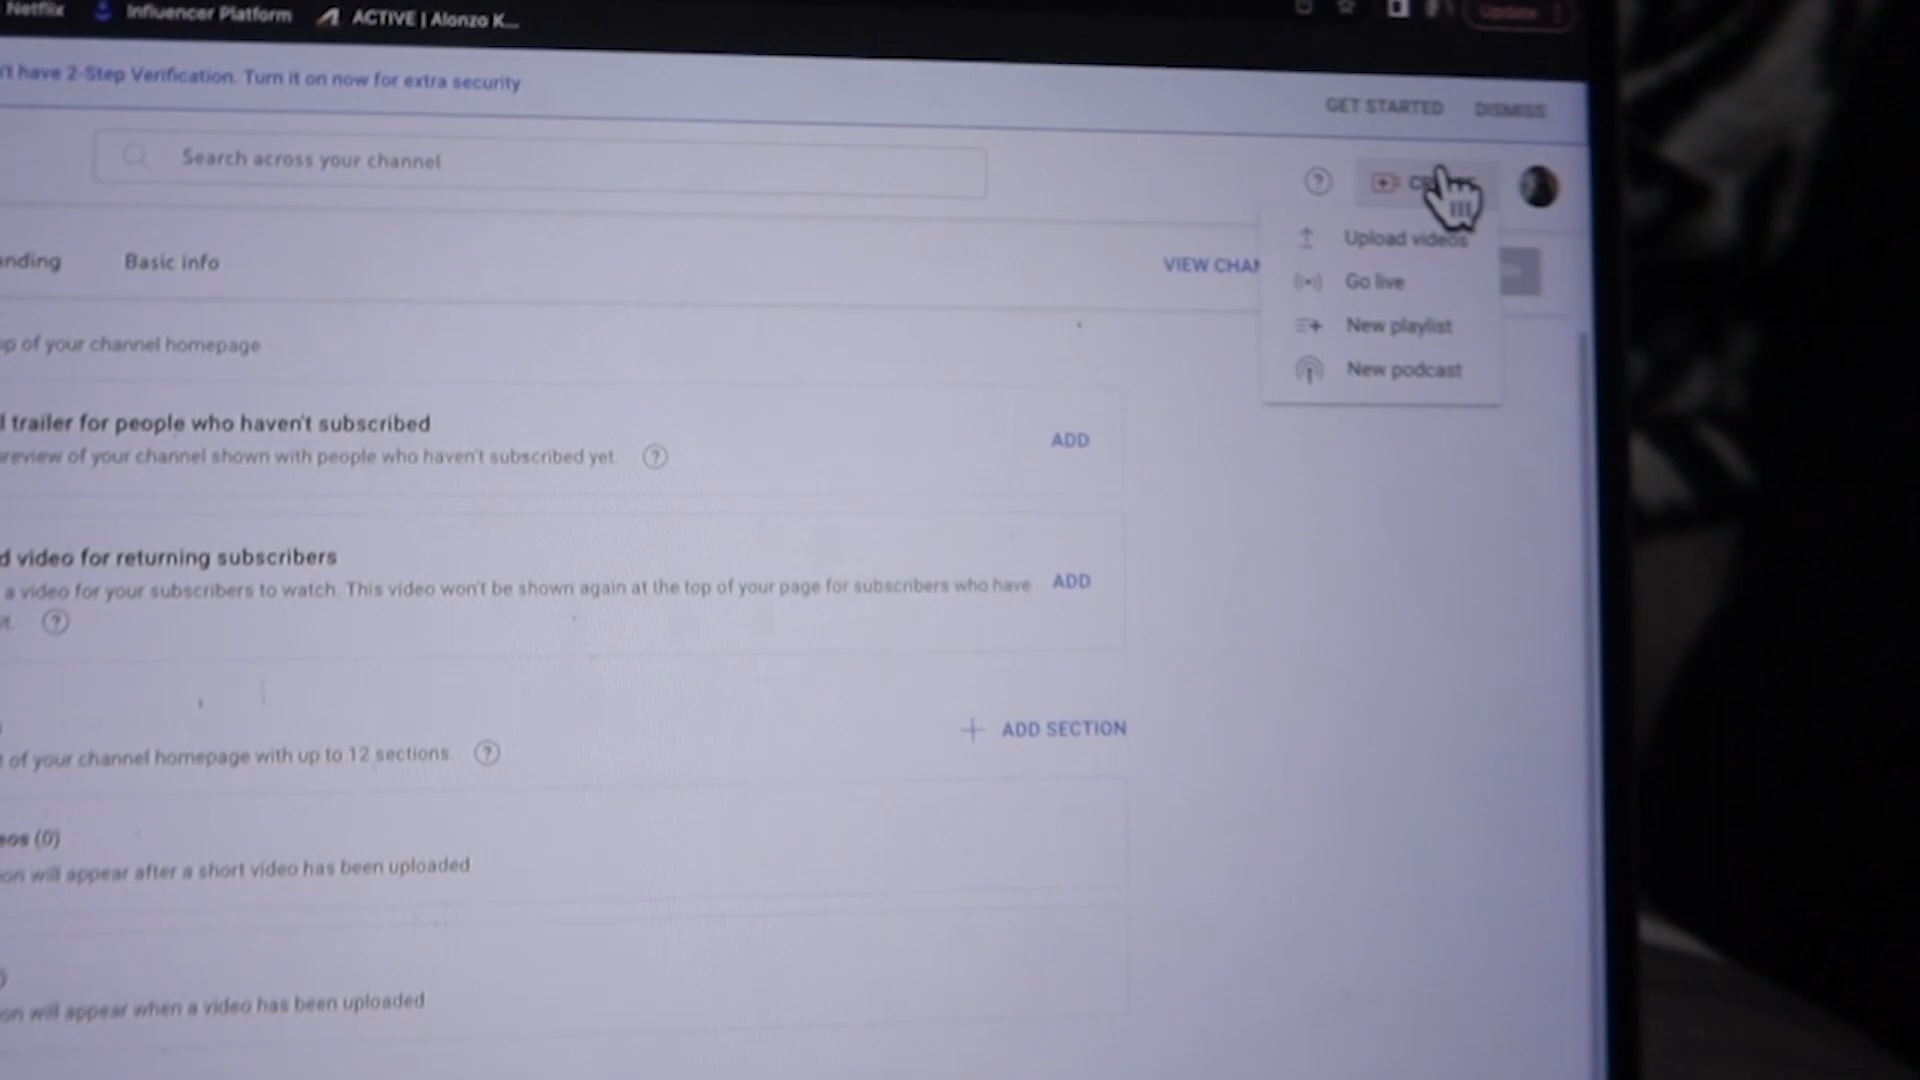 Netflix
Influencer Platform
ACTIVE | Alonzo K...
Update
't have 2-Step Verification. Turn it on now for extra security
GET STARTED
DISMISS
Search across your channel
Upload videos
Go live
New playlist
New podcast
anding
Basic info
VIEW CHAN
op of your channel homepage
l trailer for people who haven't subscribed
review of your channel shown with people who haven't subscribed yet.
ADD
d video for returning subscribers
a video for your subscribers to watch. This video won't be shown again at the top of your page for subscribers who have
it.
ADD
ADD SECTION
t of your channel homepage with up to 12 sections.
eos (0)
on will appear after a short video has been uploaded
)
on will appear when a video has been uploaded